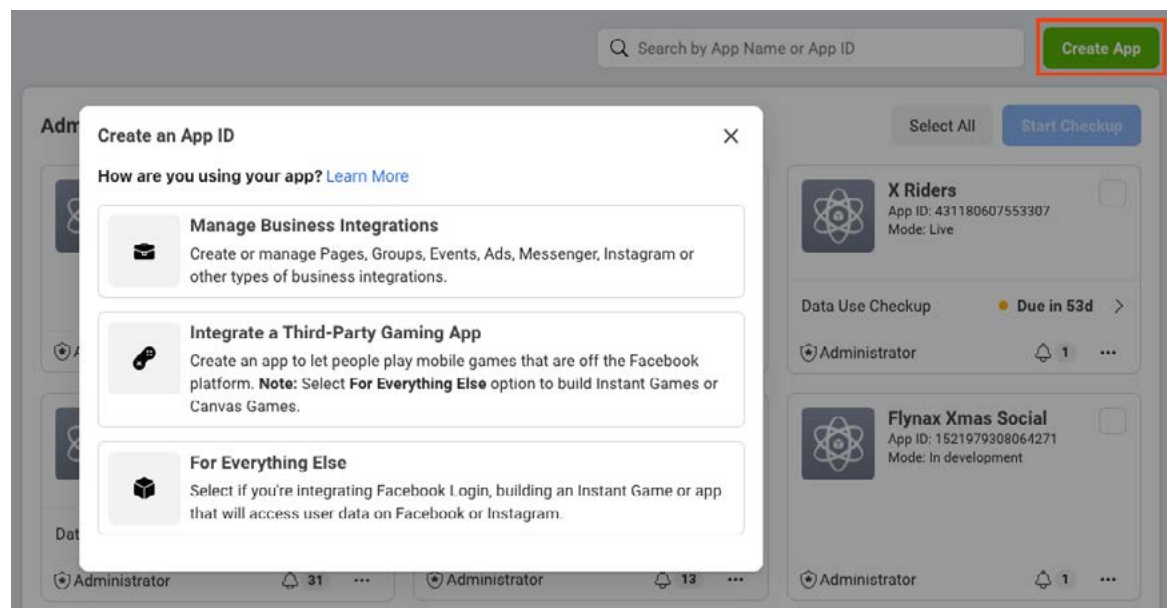 Search by App Name or App ID
Create App
Adm
Select All
Start Checkup
Create an App ID
How are you using your app? Learn More
Manage Business Integrations
Create or manage Pages, Groups, Events, Ads, Messenger, Instagram or
other types of business integrations.
Integrate a Third-Party Gaming App
Create an app to let people play mobile games that are off the Facebook
platform. Note: Select For Everything Else option to build Instant Games or
Canvas Games.
For Everything Else
Select if you're integrating Facebook Login, building an Instant Game or app
that will access user data on Facebook or Instagram.
X Riders
App ID: 431180607553307
Mode: Live
Data Use Checkup
Due in 53d
Administrator
1
Flynax Xmas Social
App ID: 1521979308064271
Mode: In development
Dat
Administrator
31
Administrator
13
Administrator
1